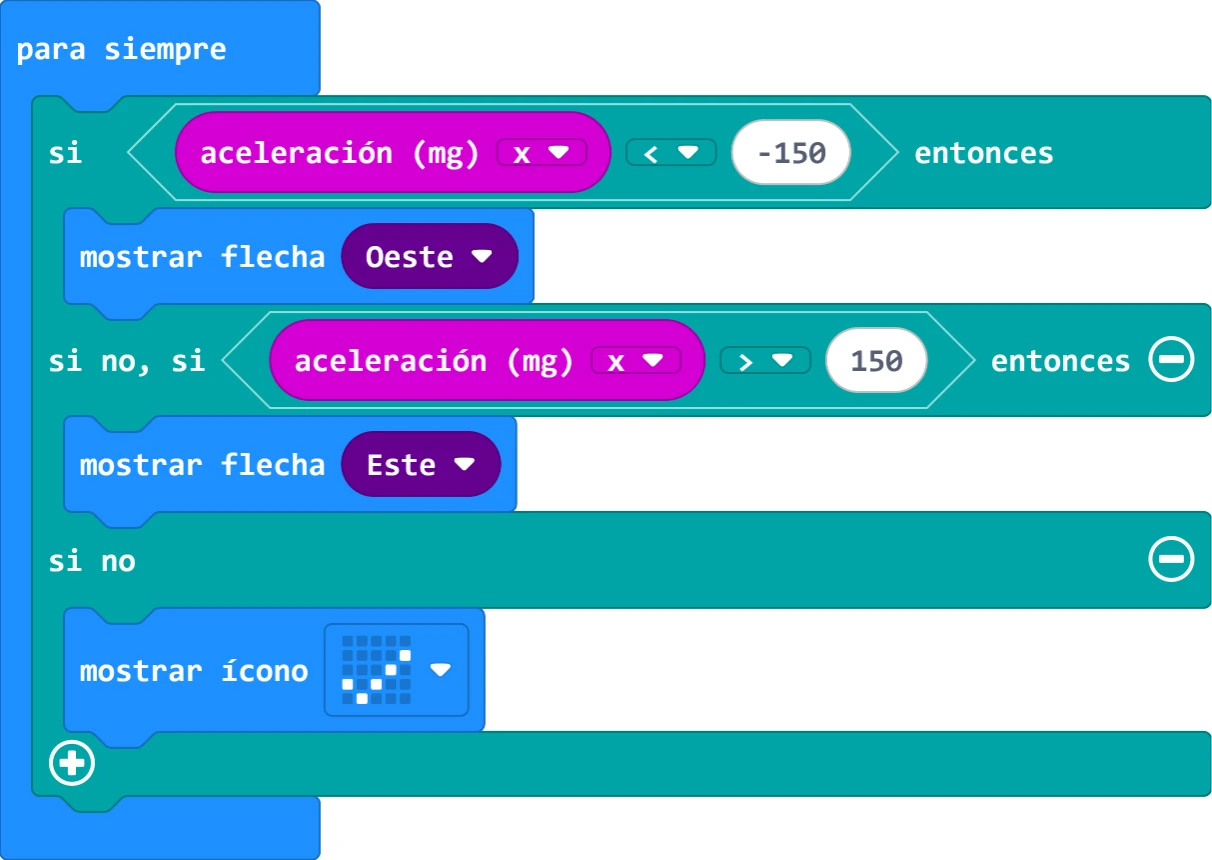 para siempre
si aceleración (mg) x < -150 entonces
mostrar flecha Oeste
si no, si aceleración (mg) x > 150 entonces
mostrar flecha Este
si no
mostrar ícono